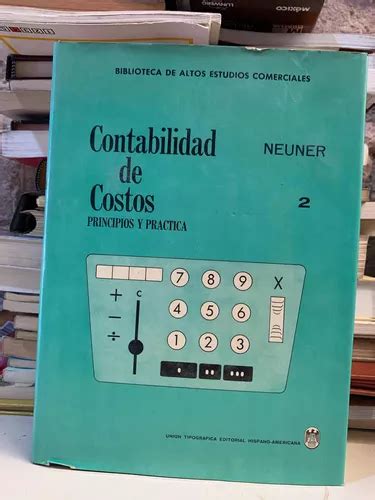 MÉXICO
BIBLIOTECA DE ALTOS ESTUDIOS COMERCIALES
Contabilidad
de
Costos
PRINCIPIOS Y PRACTICA
NEUNER
2
7 8 9 X
+ C
4 5 6
−
÷
1 2 3
UNION TIPOGRAFICA EDITORIAL HISPANO-AMERICANA